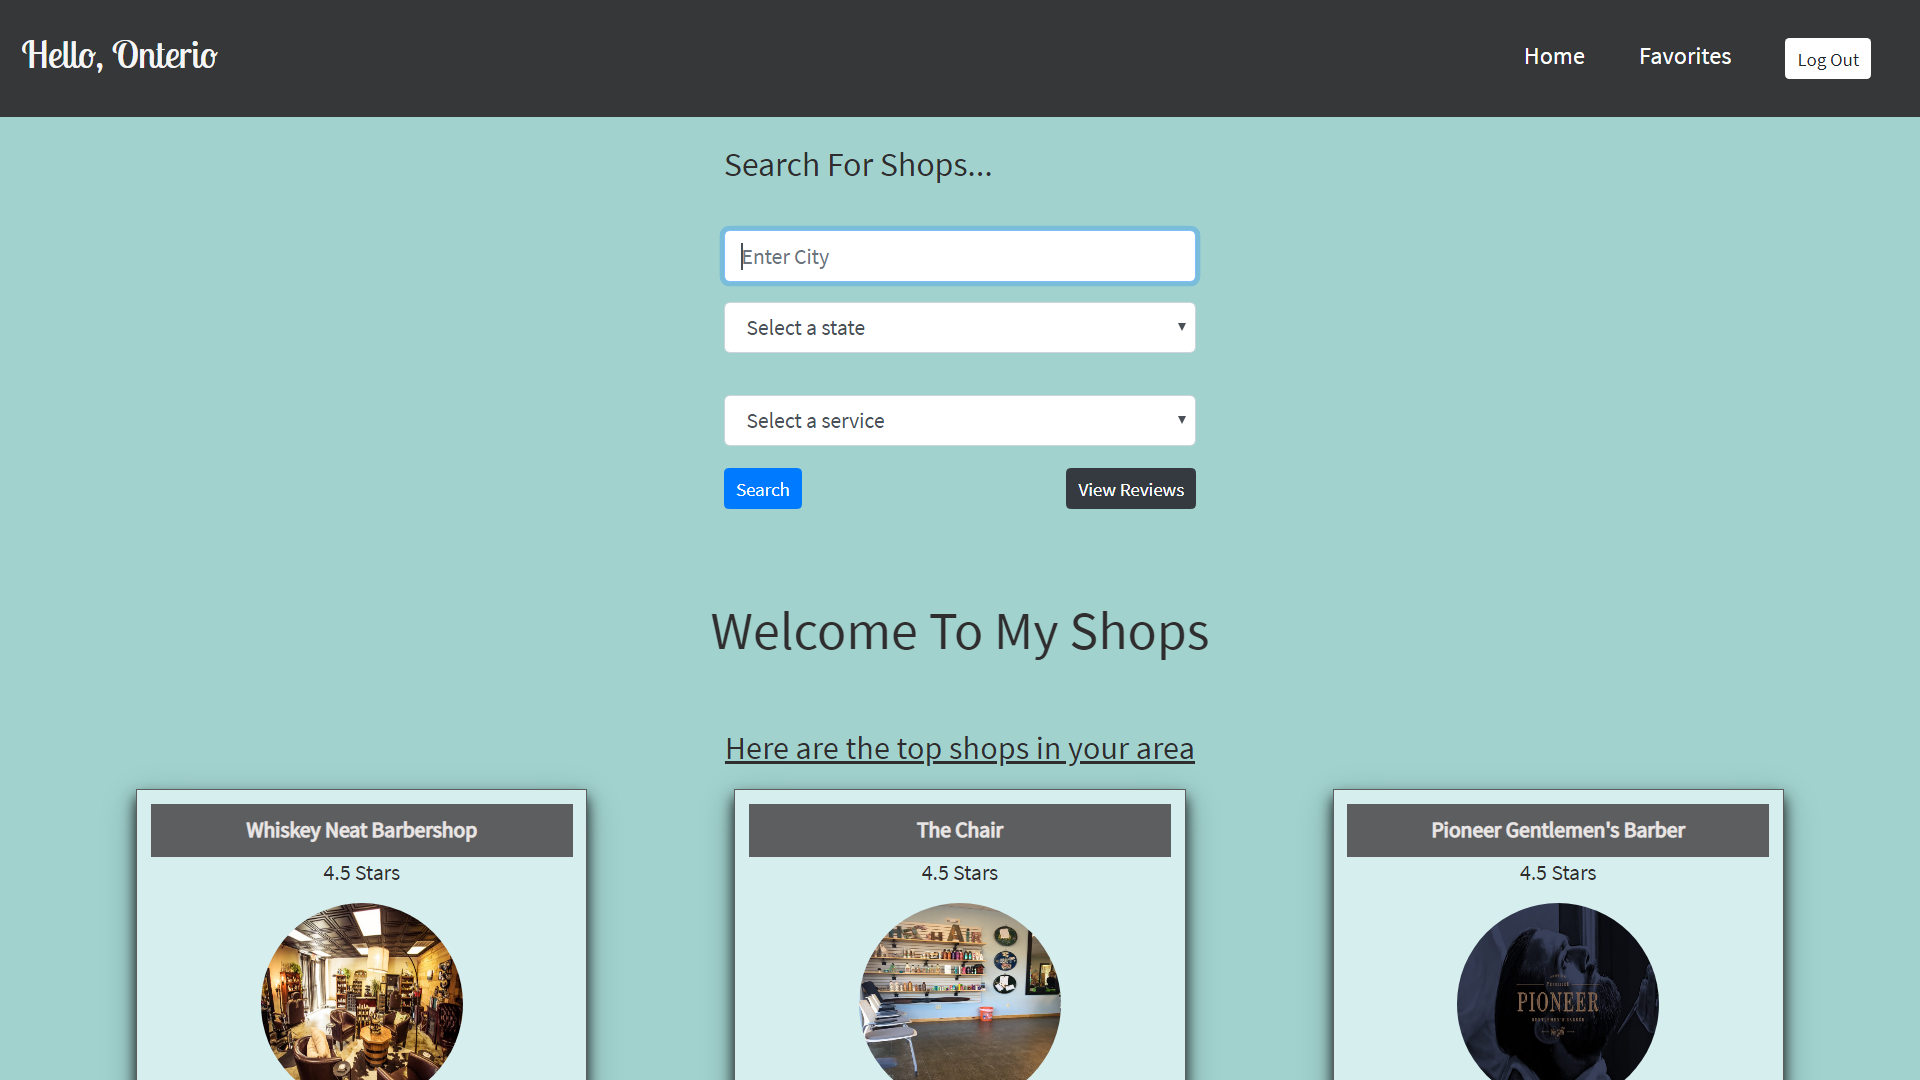 Hello, Onterio
Home
Favorites
Log Out
Search For Shops...
Enter City
Select a state
Select a service
Search
View Reviews
Welcome To My Shops
Here are the top shops in your area
Whiskey Neat Barbershop
4.5 Stars
The Chair
4.5 Stars
CHAIR
Pioneer Gentlemen's Barber
4.5 Stars
PIONEER